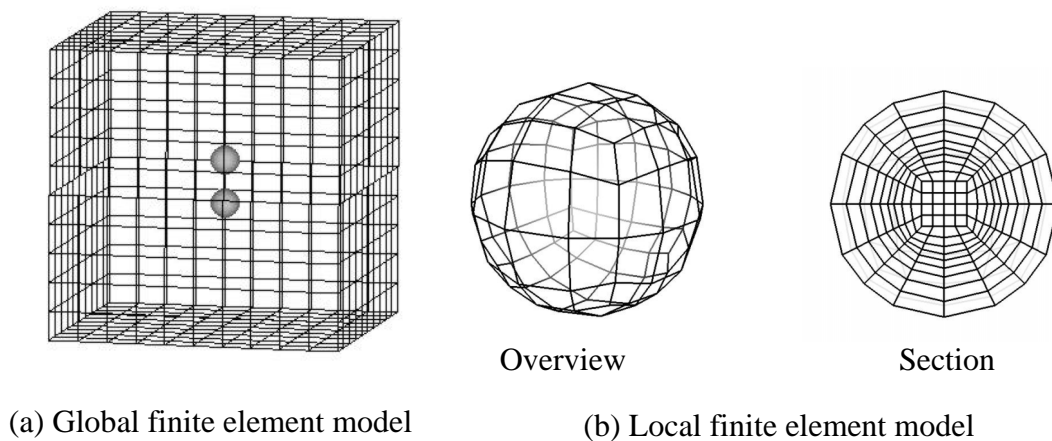 Overview
Section
(a) Global finite element model
(b) Local finite element model